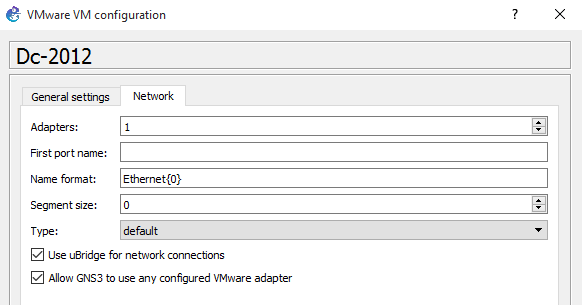 VMware VM configuration
?
Dc-2012
General settings Network
Adapters: 1
First port name:
Name format: Ethernet{0}
Segment size: 0
Type: default
Use uBridge for network connections
Allow GNS3 to use any configured VMware adapter